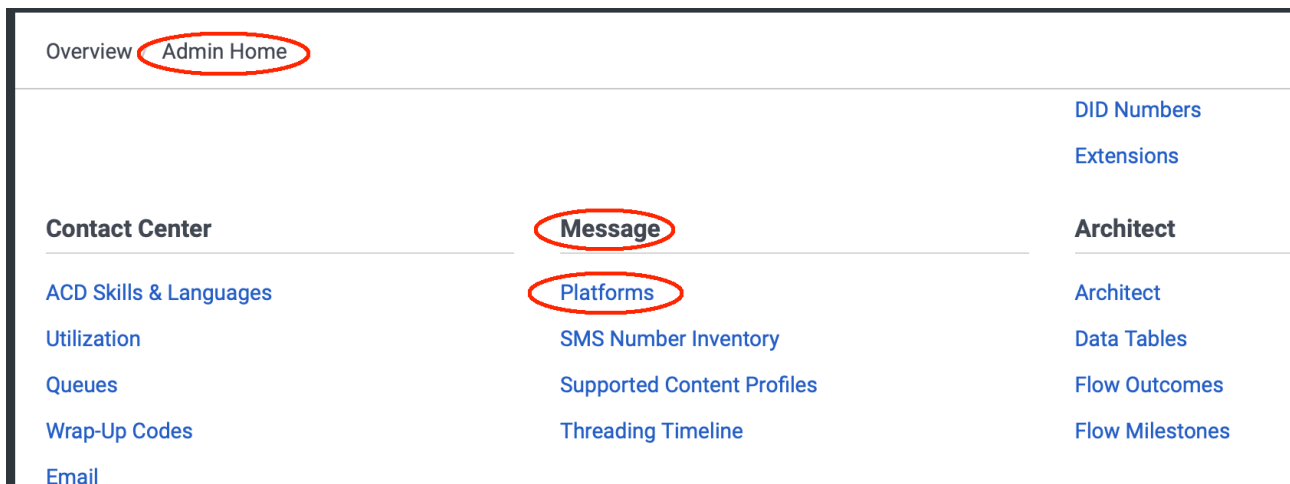 Overview / Admin Home
DID Numbers
Extensions
Contact Center
ACD Skills & Languages
Utilization
Queues
Wrap-Up Codes
Email
Message
Platforms
SMS Number Inventory
Supported Content Profiles
Threading Timeline
Architect
Architect
Data Tables
Flow Outcomes
Flow Milestones